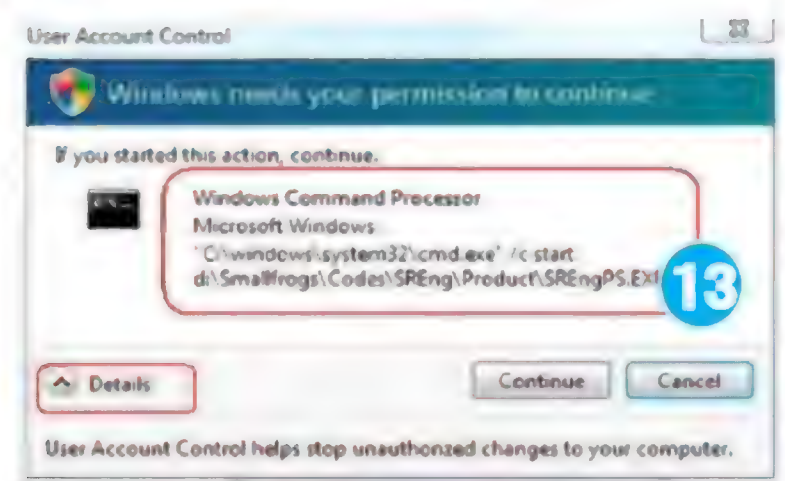 User Account Control
Windows needs your permission to continue
If you started this action, continue.
Windows Command Processor
Microsoft Windows
"C:\windows\system32\cmd.exe" /c start
d:\Smallfrogs\Codes\SREng\Product\SREngPS.EXE
13
Details
Continue
Cancel
User Account Control helps stop unauthorized changes to your computer.